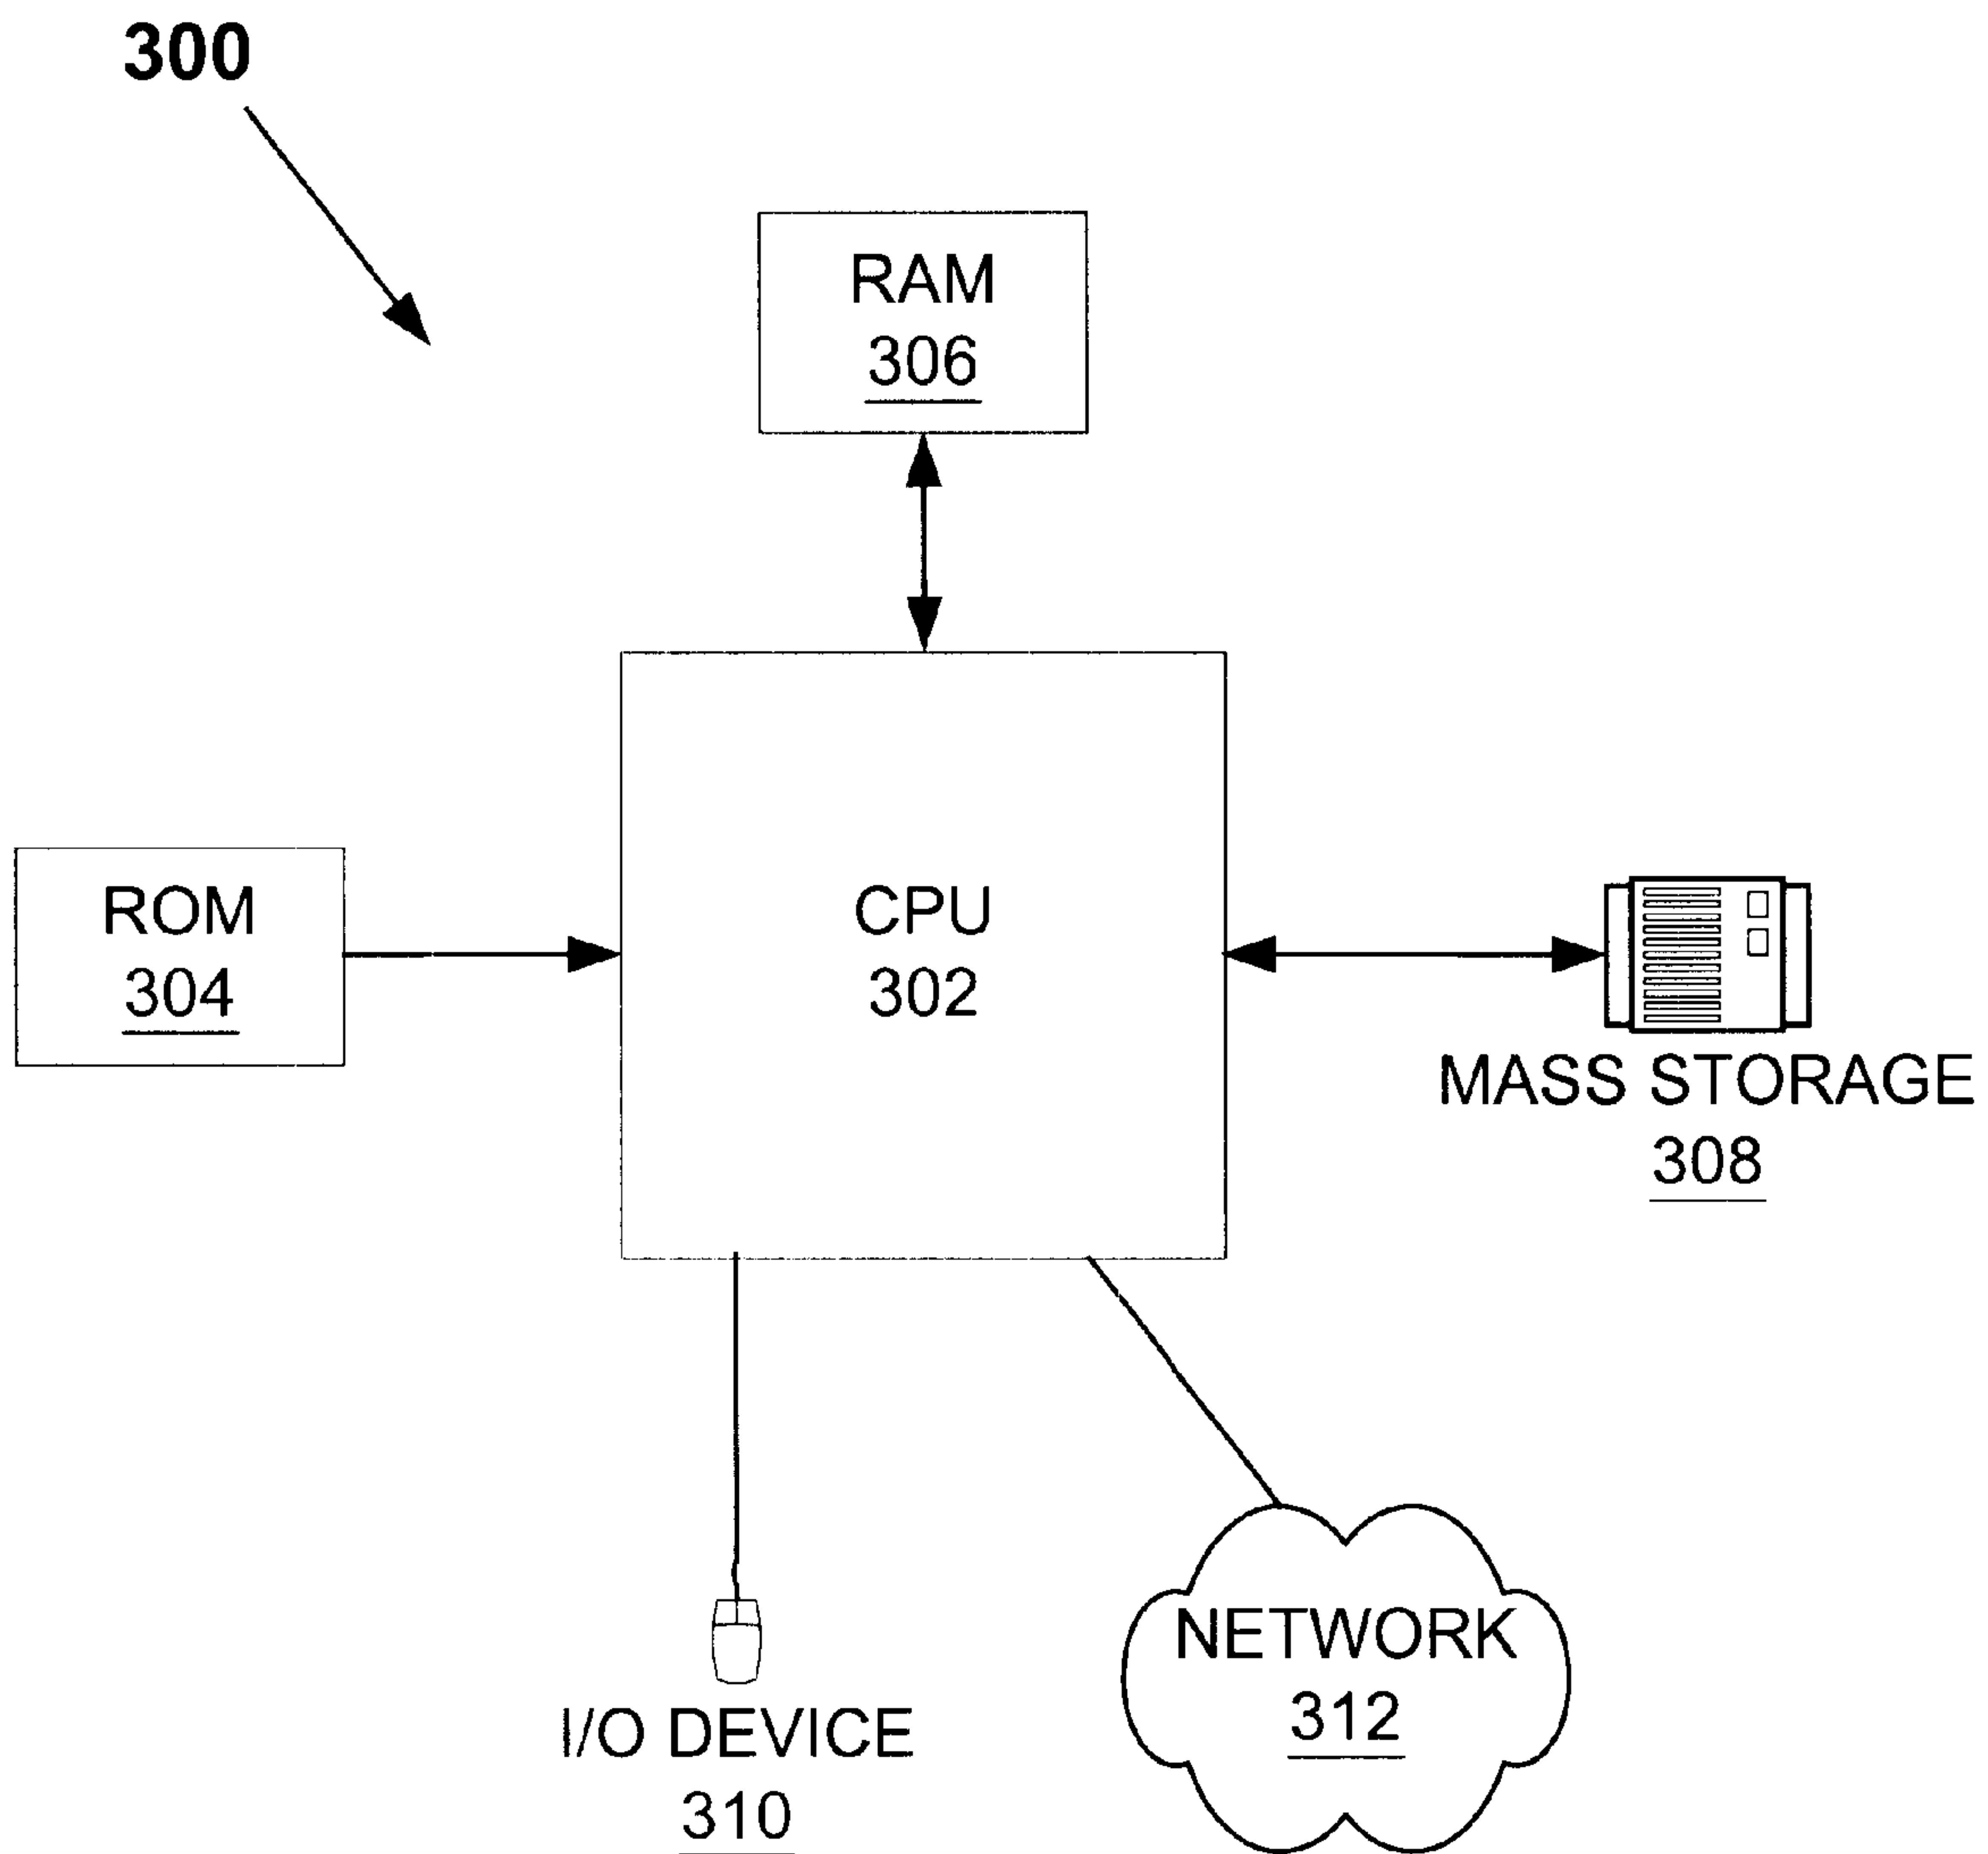 300
RAM
306
ROM
304
CPU
302
MASS STORAGE
308
I/O DEVICE
310
NETWORK
312